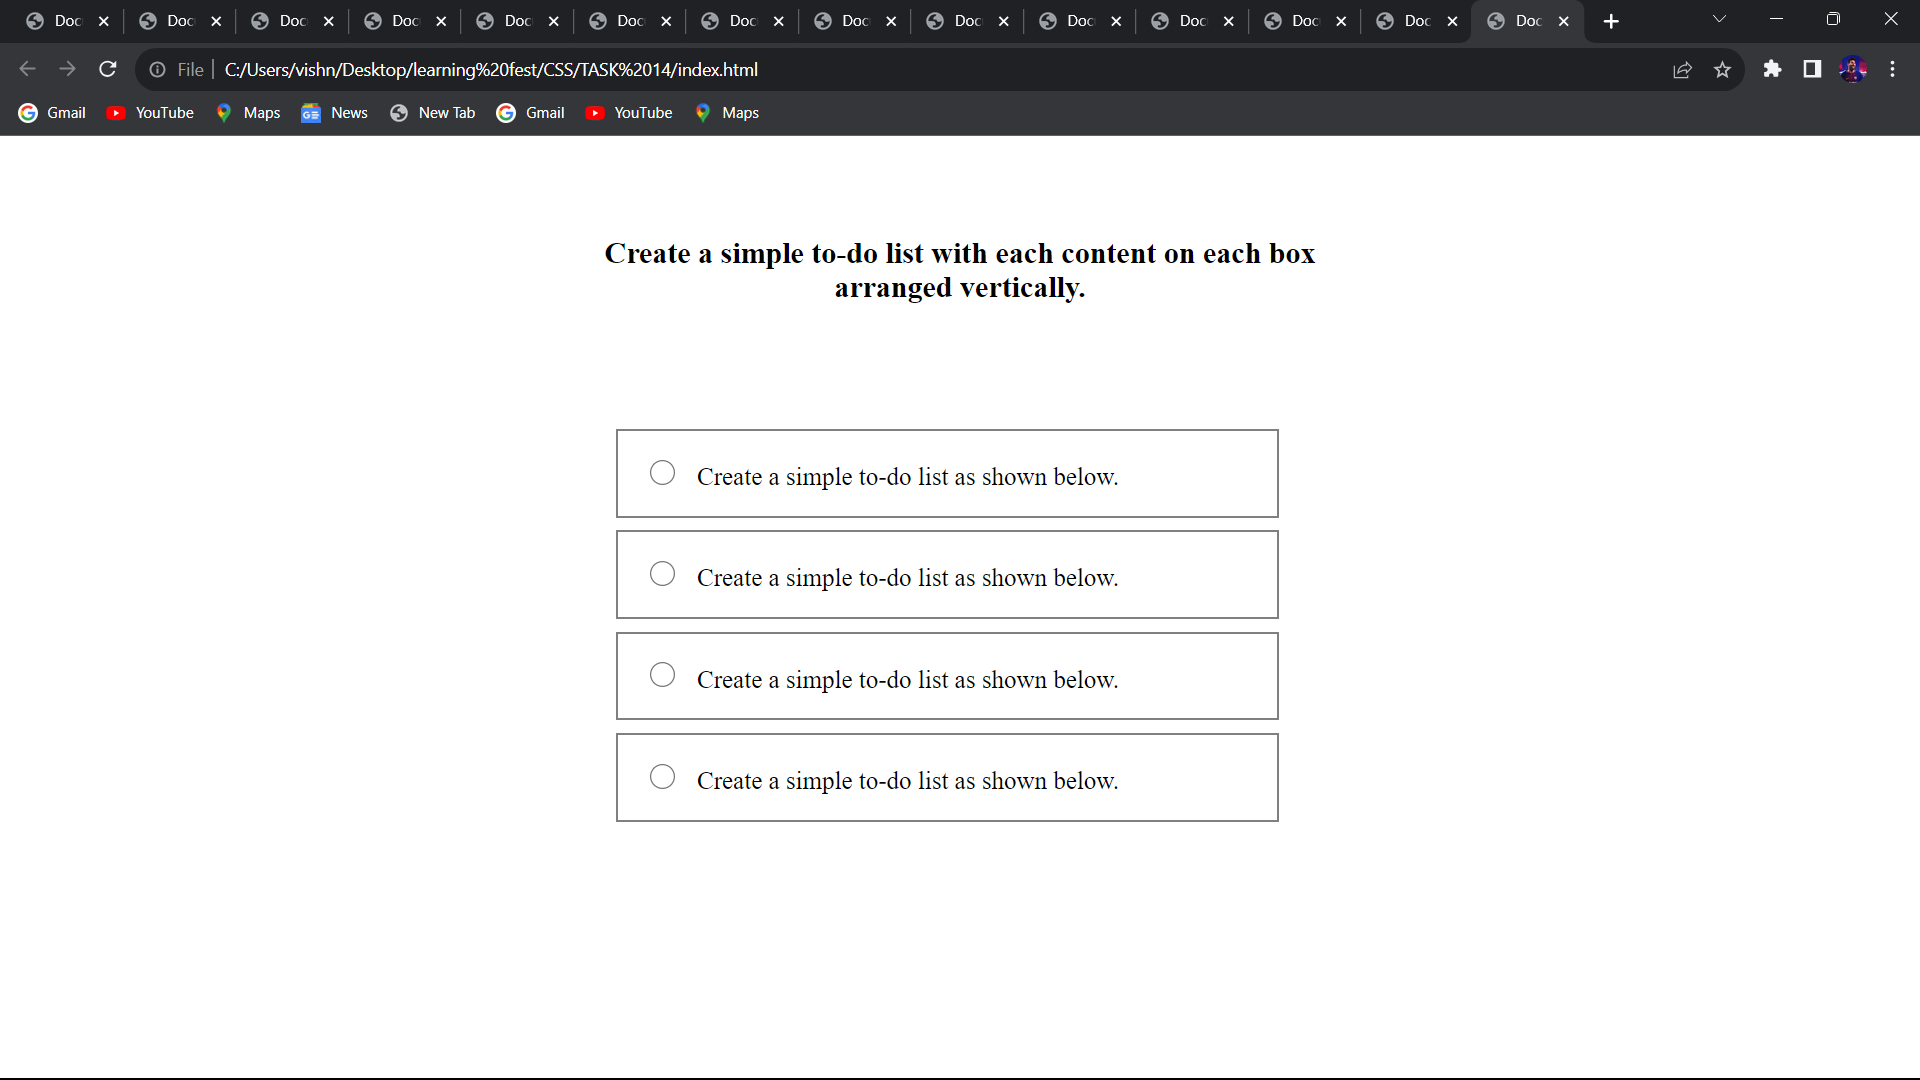 Doc Doc Doc Doc Doc Doc Doc Doc Doc Doc Doc Doc Doc Doc
File C:/Users/vishn/Desktop/learning%20fest/CSS/TASK%2014/index.html
Gmail YouTube Maps News New Tab Gmail YouTube Maps
Create a simple to-do list with each content on each box
arranged vertically.
Create a simple to-do list as shown below.
Create a simple to-do list as shown below.
Create a simple to-do list as shown below.
Create a simple to-do list as shown below.